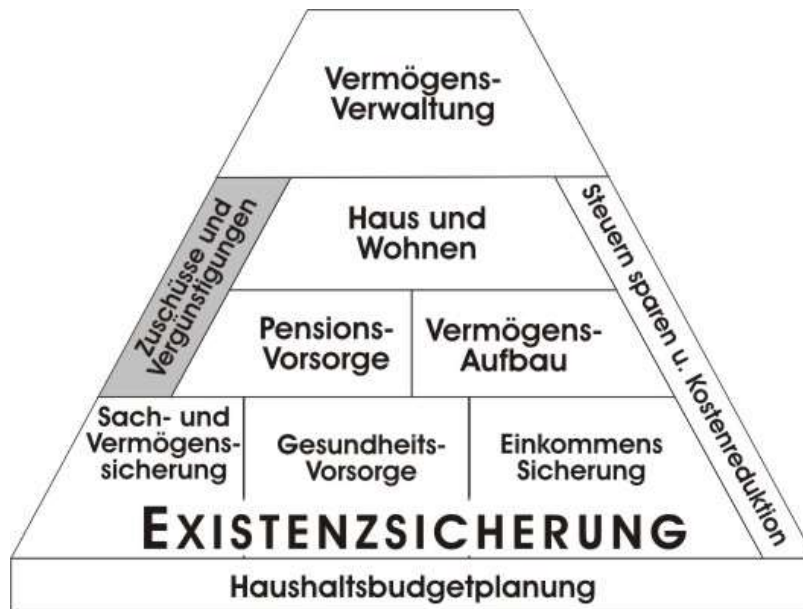 Vermögens-
Verwaltung
Zuschüsse und
Vergünstigungen
Haus und
Wohnen
Steuern sparen u. Kostenreduktion
Pensions-
Vorsorge
Vermögens-
Aufbau
Sach- und
Vermögens-
sicherung
Gesundheits-
Vorsorge
Einkommens
Sicherung
EXISTENZSICHERUNG
Haushaltsbudgetplanung